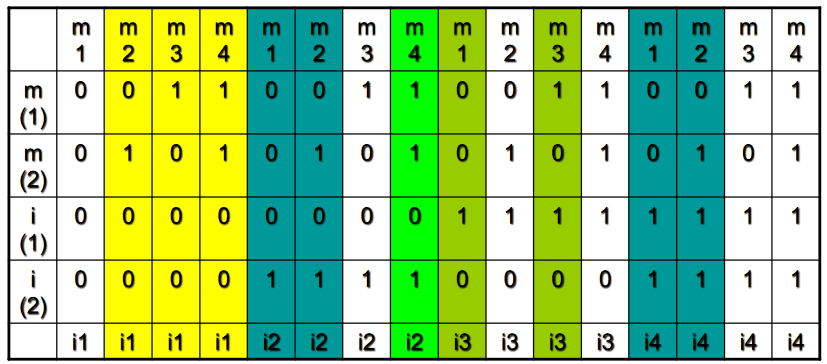 m 1 m 2 m 3 m 4 m 1 m 2 m 3 m 4 m 1 m 2 m 3 m 4 m 1 m 2 m 3 m 4
m (1) 0 0 1 1 0 0 1 1 0 0 1 1 0 0 1 1
m (2) 0 1 0 1 0 1 0 1 0 1 0 1 0 1 0 1
i (1) 0 0 0 0 0 0 0 0 1 1 1 1 1 1 1 1
i (2) 0 0 0 0 1 1 1 1 0 0 0 0 1 1 1 1
i1 i1 i1 i1 i2 i2 i2 i2 i3 i3 i3 i3 i4 i4 i4 i4